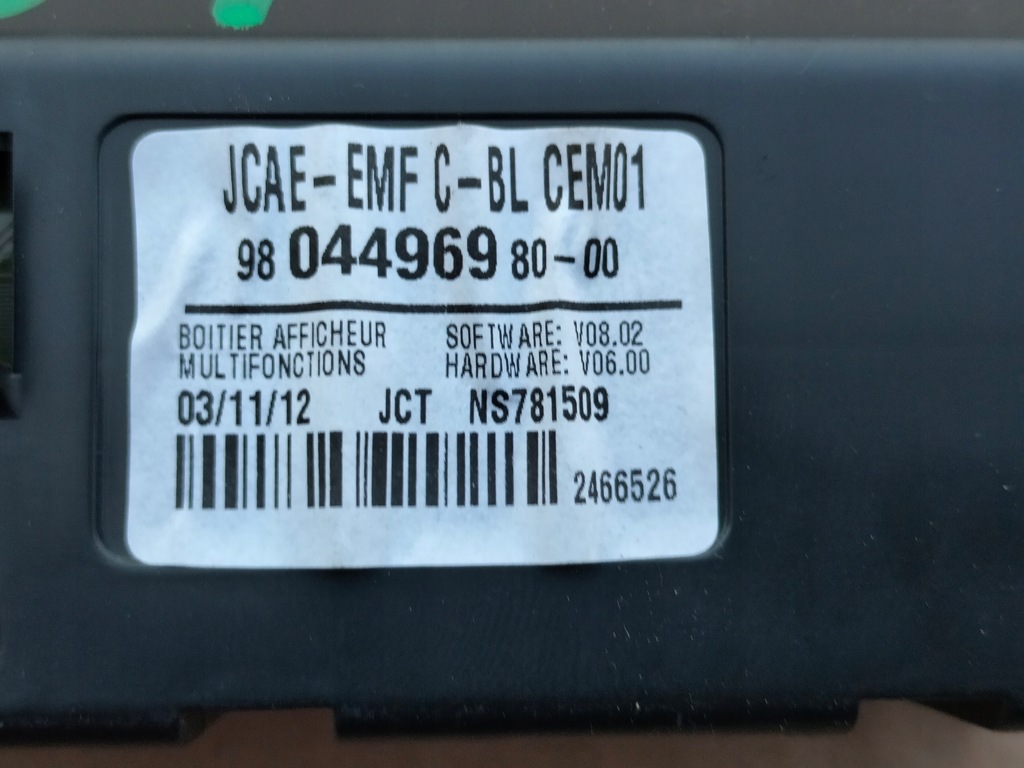 JCAE-EMF C-BL CEM01
98 044969 80-00
BOITIER AFFICHEUR SOFTWARE: V08.02
MULTIFONCTIONS HARDWARE: V06.00
03/11/12 JCT NS781509
2466526